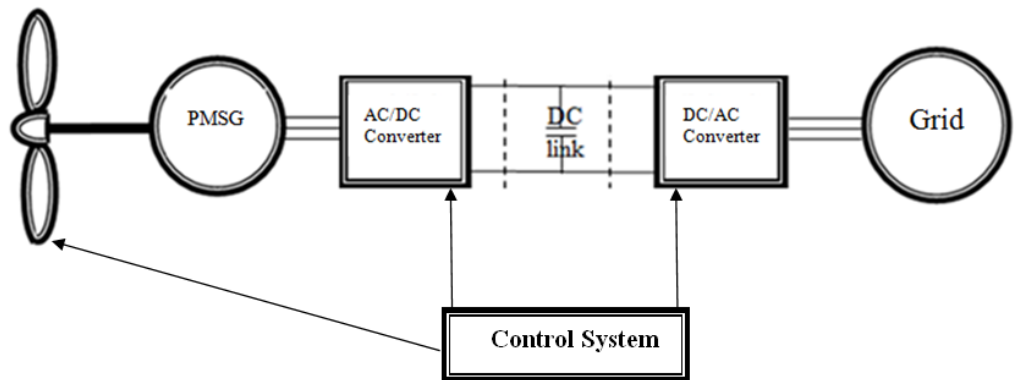 PMSG
AC/DC
Converter
DC
link
DC/AC
Converter
Grid
Control System